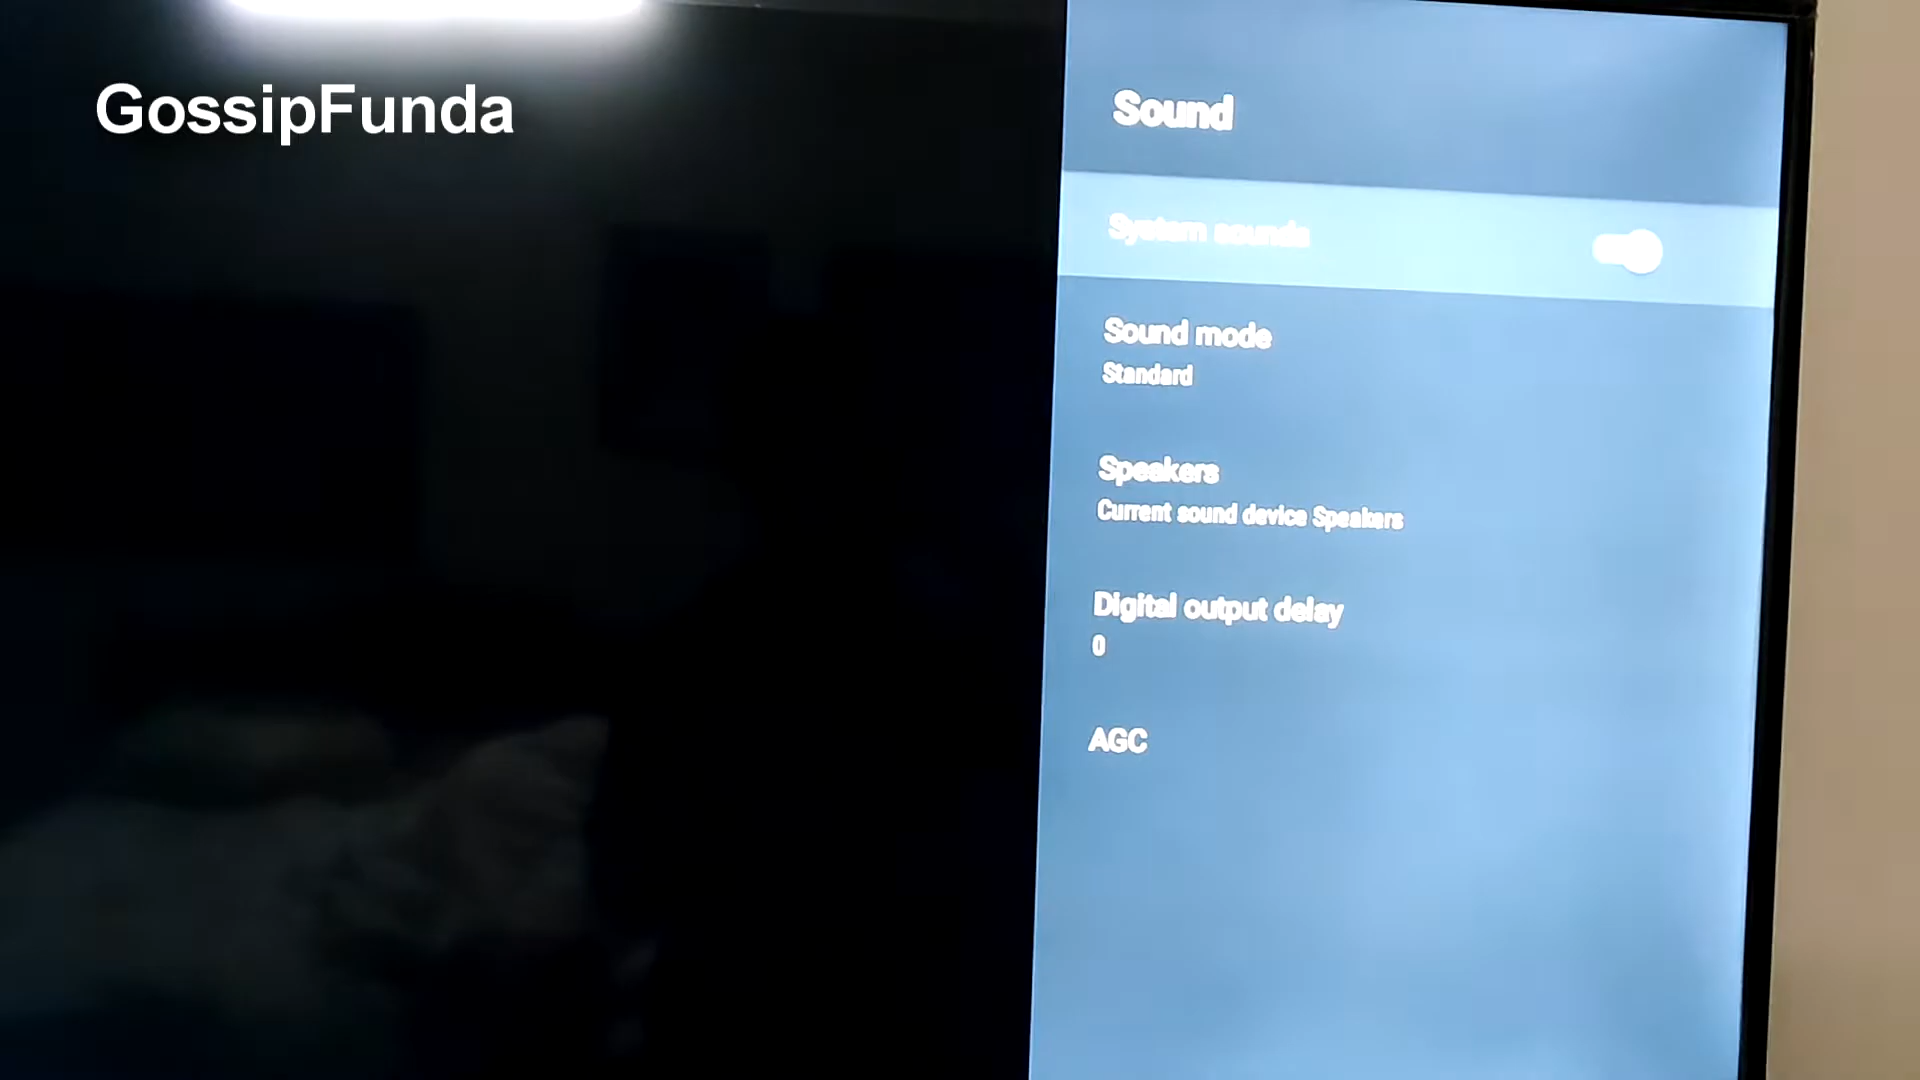 GossipFunda
Sound
System sounds
Sound mode
Standard
Speakers
Current sound device Speakers
Digital output delay
0
AGC